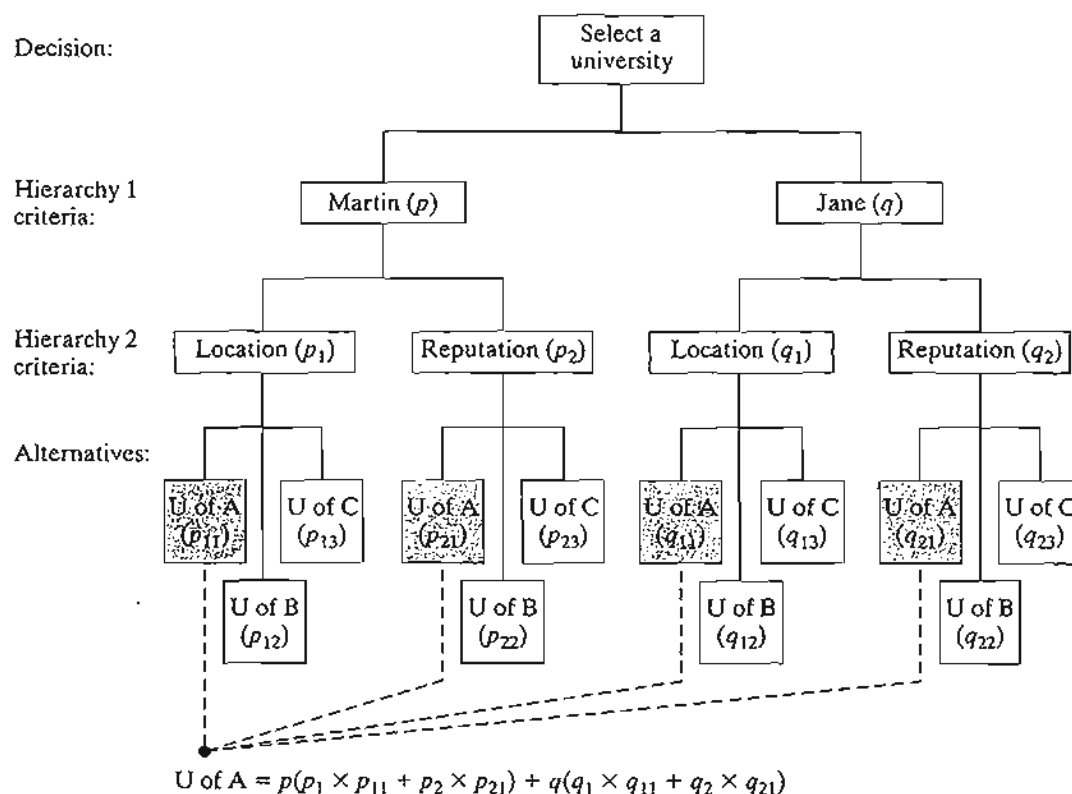 Decision:
Select a
university
Hierarchy 1
criteria:
Martin (p)
Jane (q)
Hierarchy 2
criteria:
Location (p₁)
Reputation (p₂)
Location (q₁)
Reputation (q₂)
Alternatives:
U of A
(p₁₁)
U of C
(p₁₃)
U of A
(p₂₁)
U of C
(p₂₃)
U of A
(q₁₁)
U of C
(q₁₃)
U of A
(q₂₁)
U of C
(q₂₃)
U of B
(p₁₂)
U of B
(p₂₂)
U of B
(q₁₂)
U of B
(q₂₂)
U of A = p(p₁ × p₁₁ + p₂ × p₂₁) + q(q₁ × q₁₁ + q₂ × q₂₁)